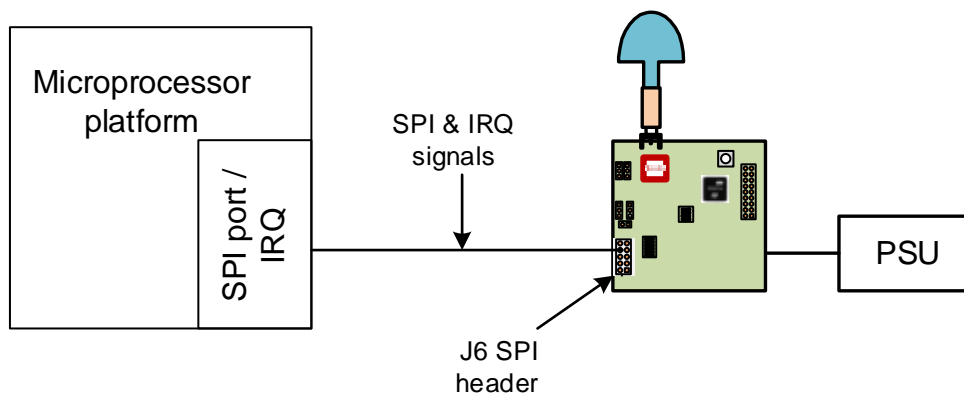 Microprocessor
platform
SPI port /
IRQ
SPI & IRQ
signals
J6 SPI
header
PSU